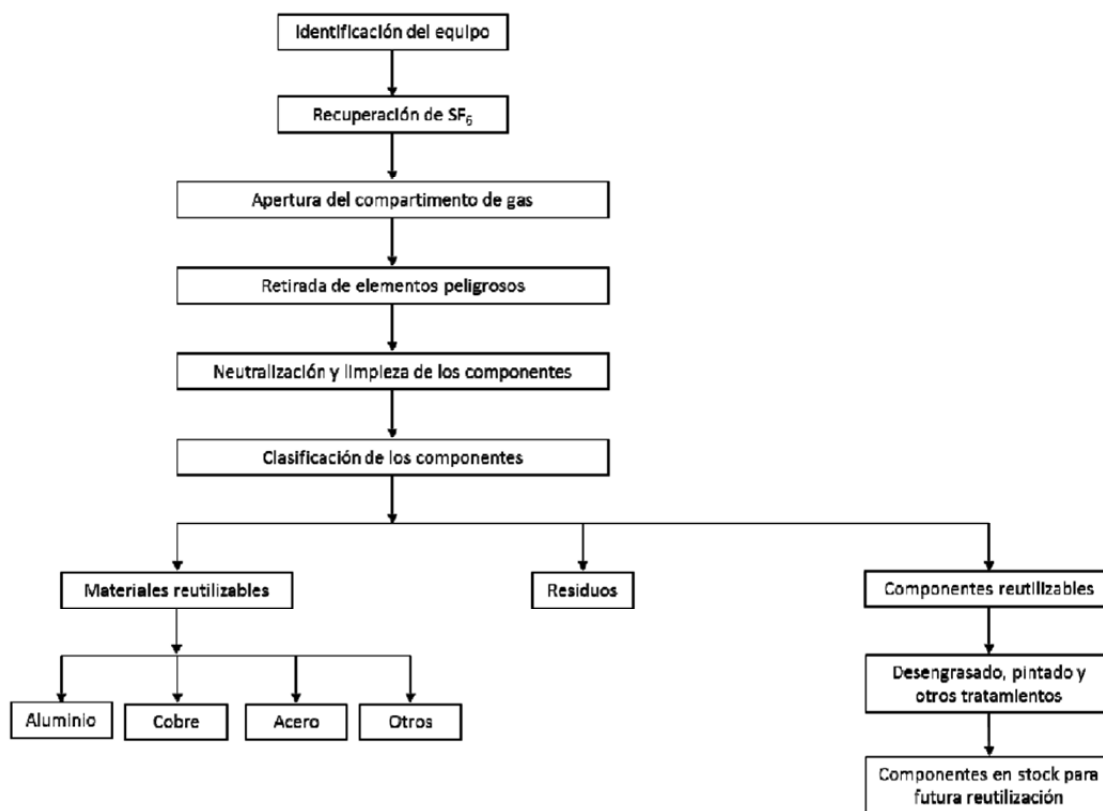 Identificación del equipo
Recuperación de SF₆
Apertura del compartimento de gas
Retirada de elementos peligrosos
Neutralización y limpieza de los componentes
Clasificación de los componentes
Materiales reutilizables
Residuos
Componentes reutilizables
Aluminio
Cobre
Acero
Otros
Desengrasado, pintado y
otros tratamientos
Componentes en stock para
futura reutilización